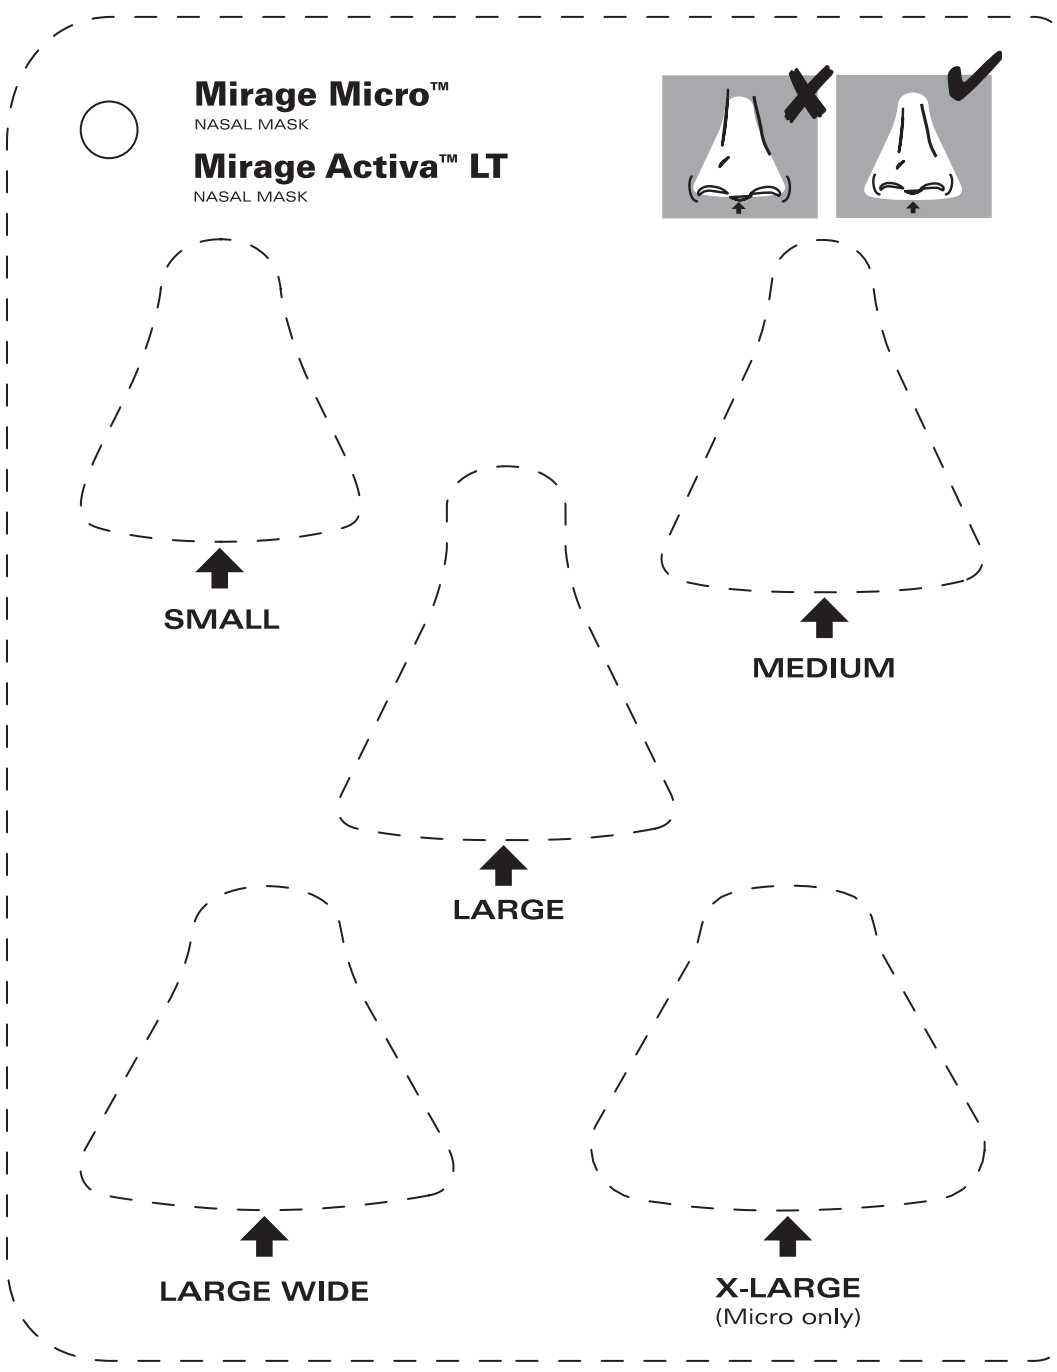 Mirage Micro™
NASAL MASK
Mirage Activa™ LT
NASAL MASK
SMALL
MEDIUM
LARGE
LARGE WIDE
X-LARGE
(Micro only)